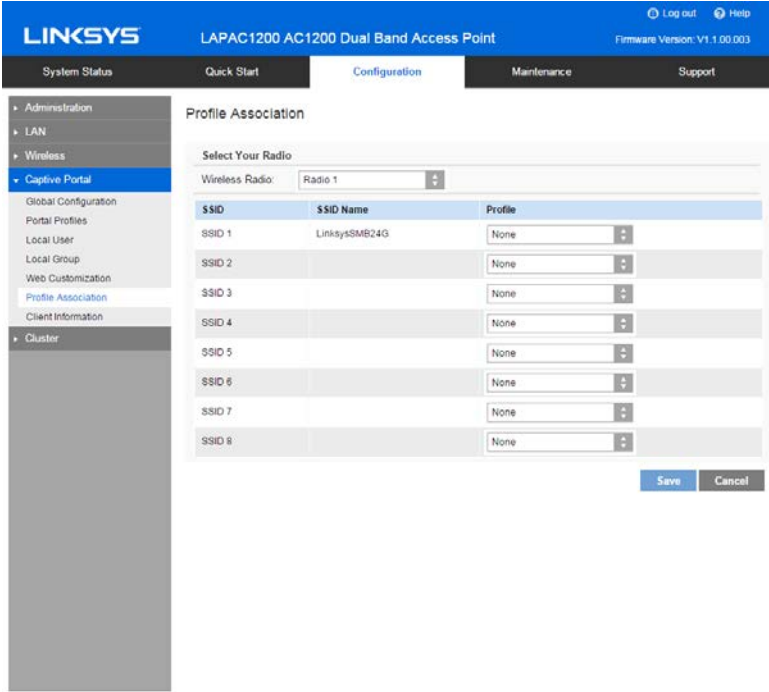 Log out Help
LINKSYS LAPAC1200 AC1200 Dual Band Access Point Firmware Version: V1.1.00.003
System Status Quick Start Configuration Maintenance Support
Administration
LAN
Wireless
Captive Portal
Global Configuration
Portal Profiles
Local User
Local Group
Web Customization
Profile Association
Client Information
Cluster
Profile Association
Select Your Radio
Wireless Radio: Radio 1
SSID SSID Name Profile
SSID 1 LinksysSMB24G None
SSID 2 None
SSID 3 None
SSID 4 None
SSID 5 None
SSID 6 None
SSID 7 None
SSID 8 None
Save Cancel